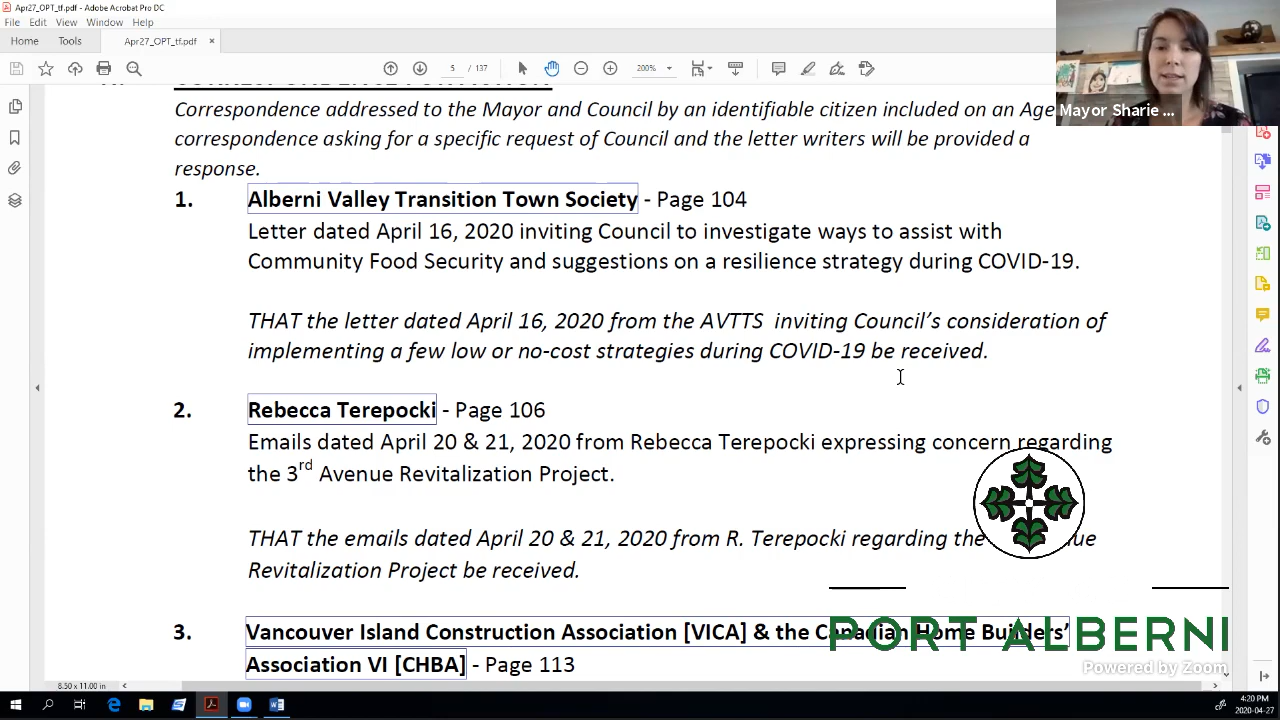 Apr27_OPT_tf.pdf - Adobe Acrobat Pro DC
File Edit View Window Help
Home Tools Apr27_OPT_tf.pdf ×
5 / 137 200%
Mayor Sharie ...
Correspondence addressed to the Mayor and Council by an identifiable citizen included on an Age
correspondence asking for a specific request of Council and the letter writers will be provided a
response.
1. Alberni Valley Transition Town Society - Page 104
Letter dated April 16, 2020 inviting Council to investigate ways to assist with
Community Food Security and suggestions on a resilience strategy during COVID-19.
THAT the letter dated April 16, 2020 from the AVTTS inviting Council’s consideration of
implementing a few low or no-cost strategies during COVID-19 be received.
2. Rebecca Terepocki - Page 106
Emails dated April 20 & 21, 2020 from Rebecca Terepocki expressing concern regarding
the 3rd Avenue Revitalization Project.
THAT the emails dated April 20 & 21, 2020 from R. Terepocki regarding the
Revitalization Project be received.
3. Vancouver Island Construction Association [VICA] & the Canadian Home Builders’
Association VI [CHBA] - Page 113
PORT ALBERNI
Powered by Zoom
8.50 x 11.00 in
4:20 PM
2020-04-27